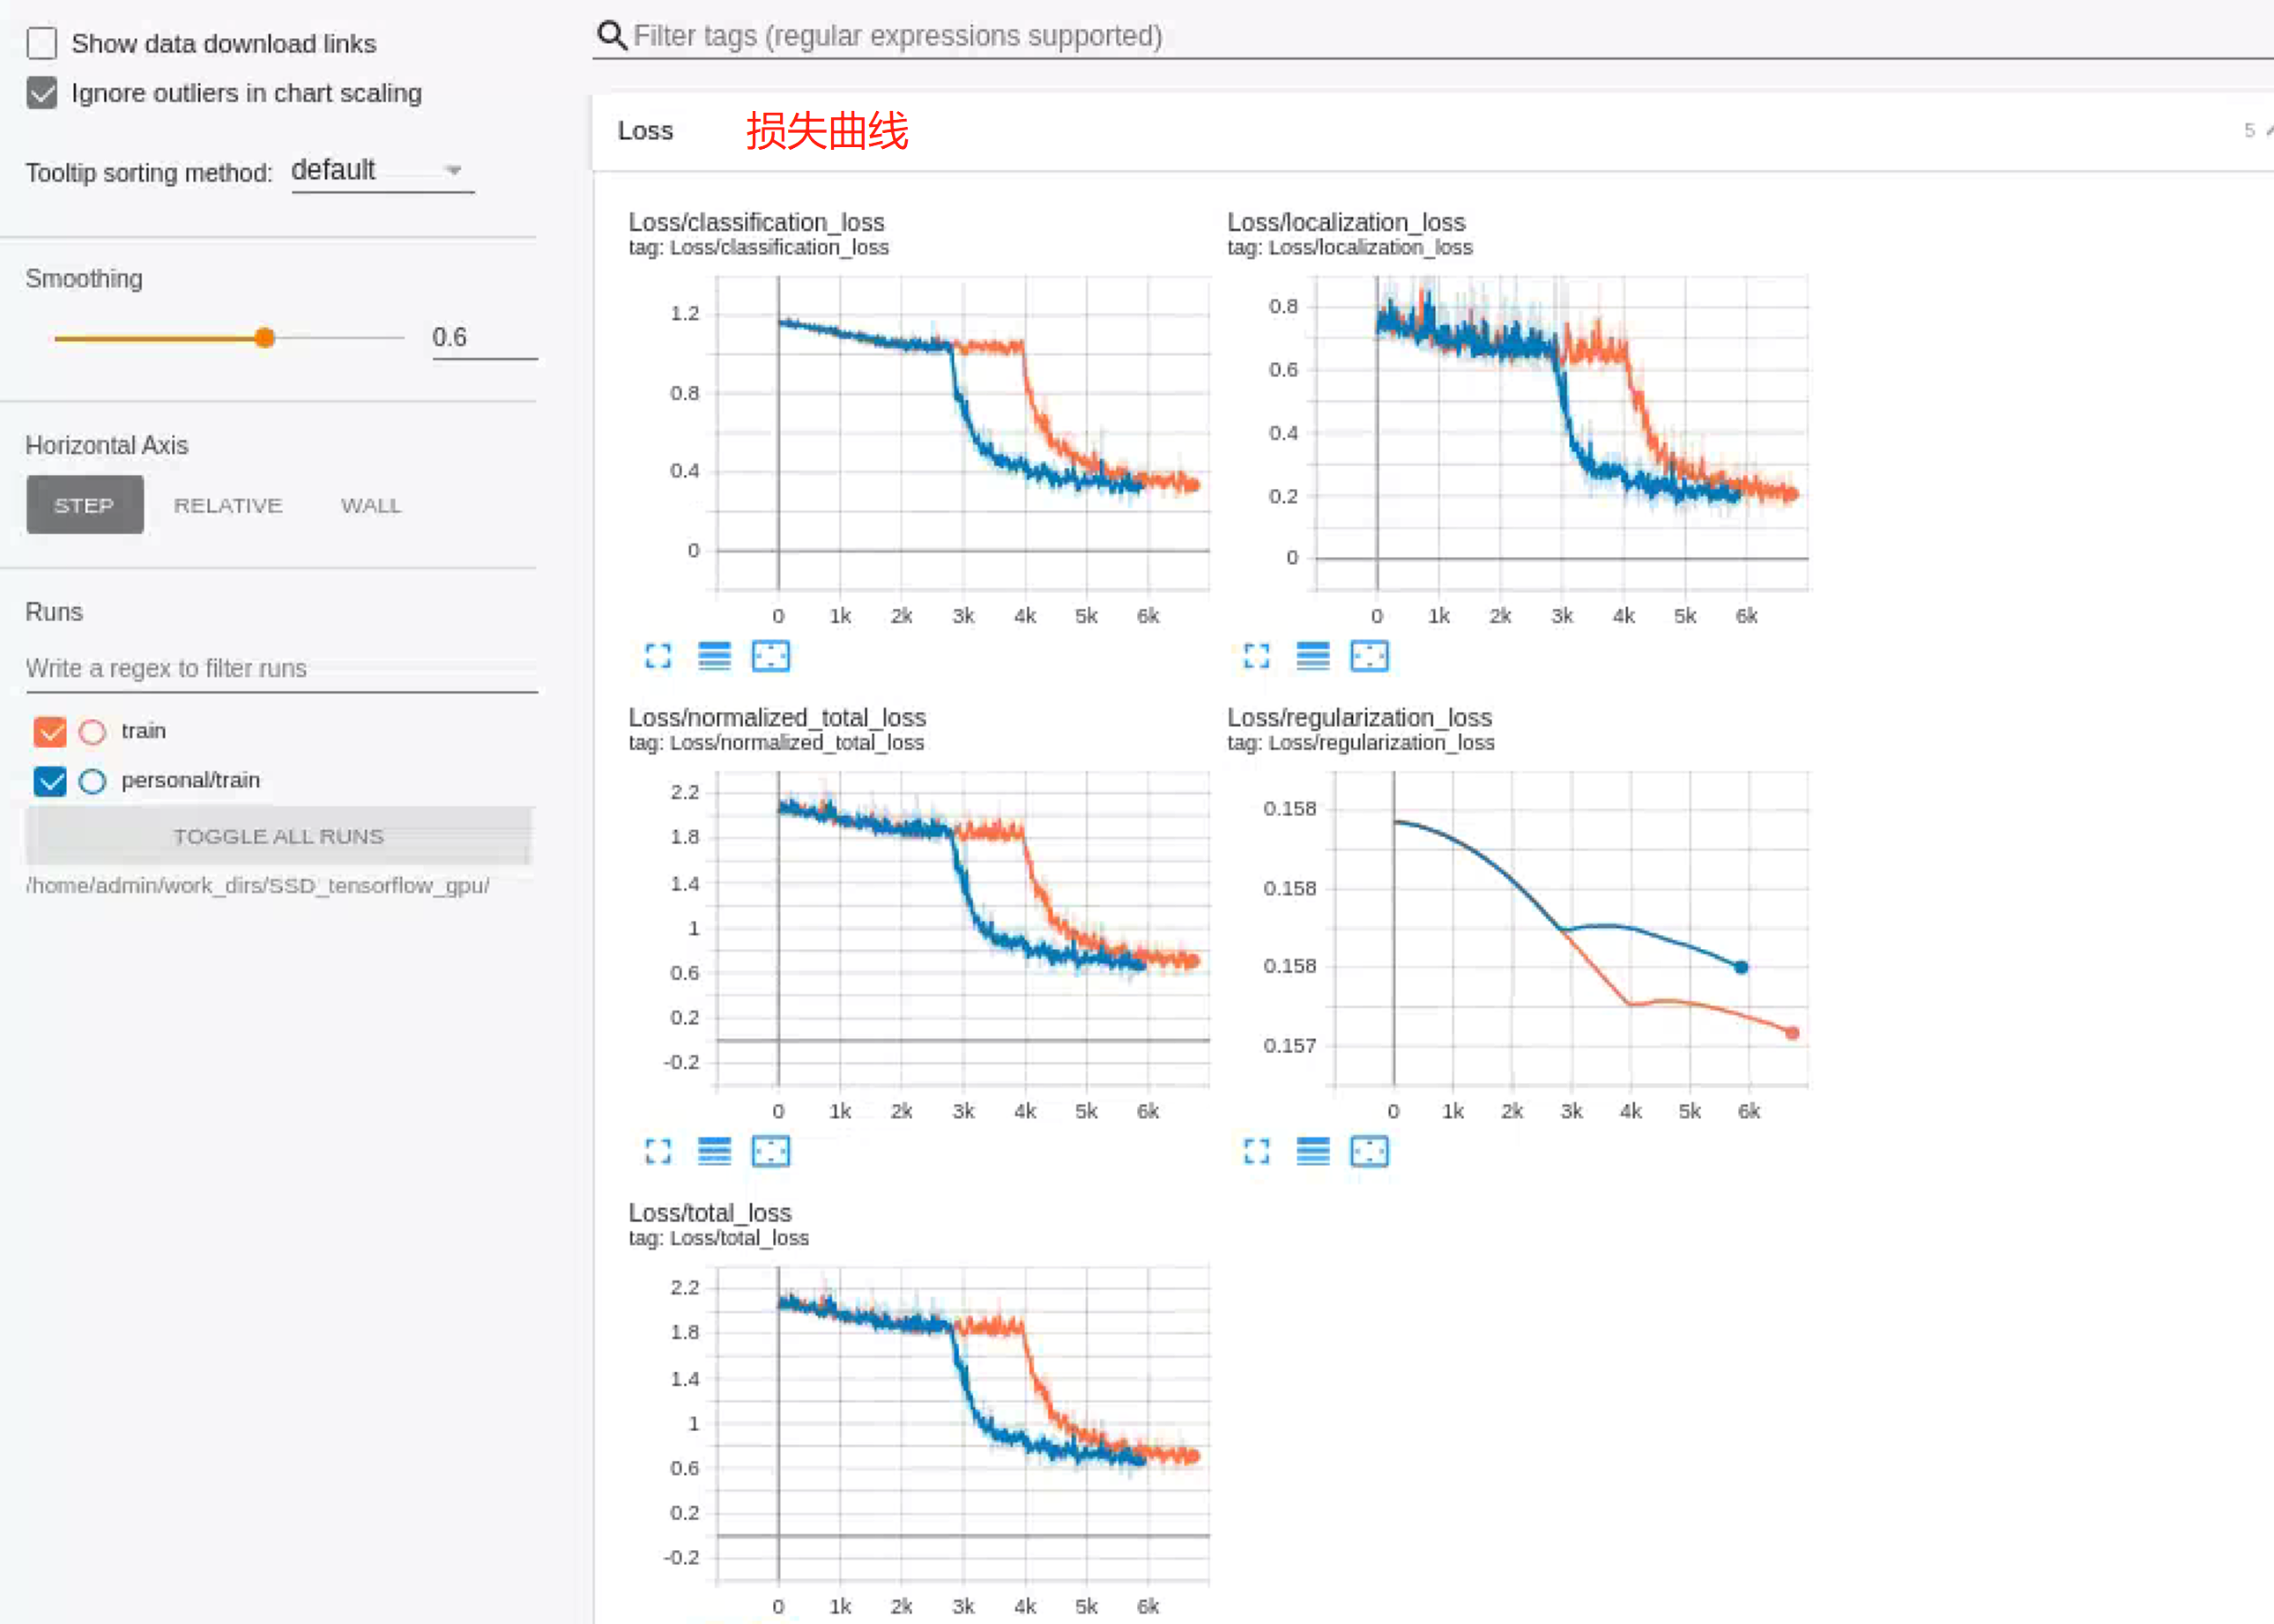 Show data download links
Ignore outliers in chart scaling
Tooltip sorting method: default
Smoothing
0.6
Horizontal Axis
STEP RELATIVE WALL
Runs
Write a regex to filter runs
train
personal/train
TOGGLE ALL RUNS
/home/admin/work_dirs/SSD_tensorflow_gpu/
Filter tags (regular expressions supported)
Loss 损失曲线 5
Loss/classification_loss
tag: Loss/classification_loss
1.2
0.8
0.4
0
0 1k 2k 3k 4k 5k 6k
Loss/localization_loss
tag: Loss/localization_loss
0.8
0.6
0.4
0.2
0
0 1k 2k 3k 4k 5k 6k
Loss/normalized_total_loss
tag: Loss/normalized_total_loss
2.2
1.8
1.4
1
0.6
0.2
-0.2
0 1k 2k 3k 4k 5k 6k
Loss/regularization_loss
tag: Loss/regularization_loss
0.158
0.158
0.158
0.157
0 1k 2k 3k 4k 5k 6k
Loss/total_loss
tag: Loss/total_loss
2.2
1.8
1.4
1
0.6
0.2
-0.2
0 1k 2k 3k 4k 5k 6k